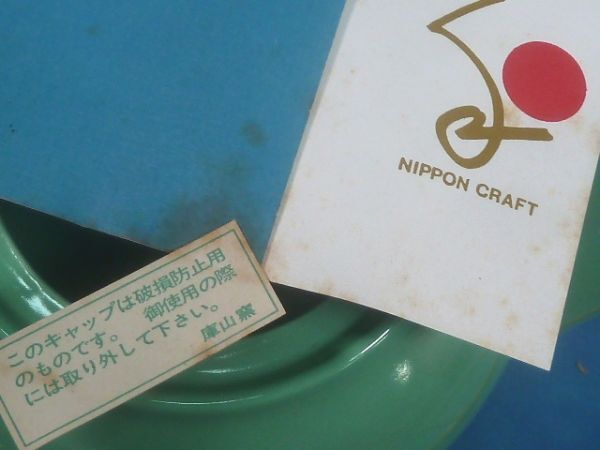 NIPPON CRAFT
このキャップは破損防止用
のものです。 御使用の際
には取り外して下さい。
庫山窯